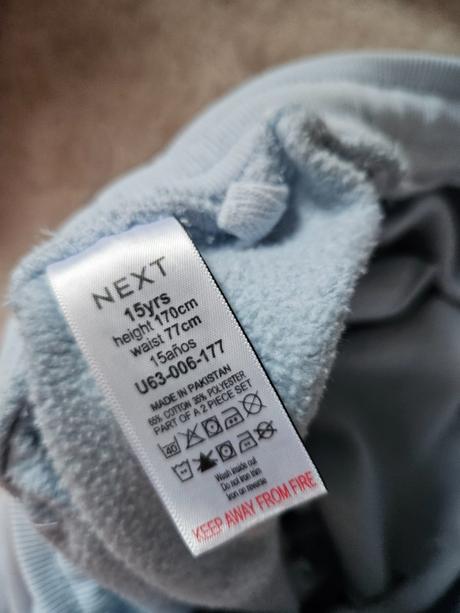 NEXT
15yrs
height 170cm
waist 77cm
15años
U63-006-177
MADE IN PAKISTAN
65% COTTON 35% POLYESTER
PART OF A 2 PIECE SET
40
Wash inside out
Do not iron trim
Iron on reverse
KEEP AWAY FROM FIRE